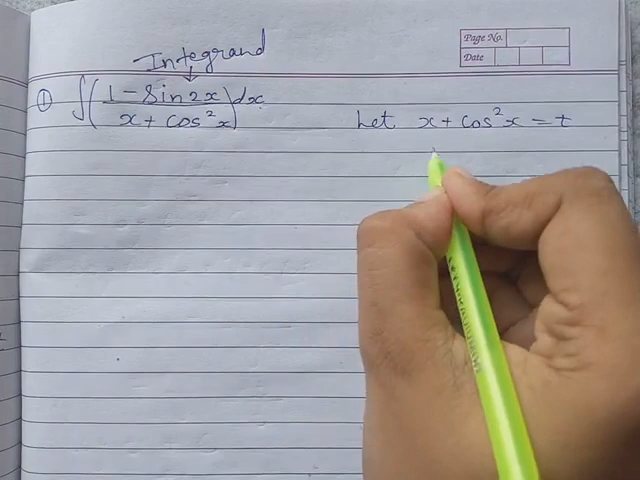 Page No.
Date
Integrand
① ∫(1 - Sin 2x / x + cos²x)dx
Let x + cos²x = t